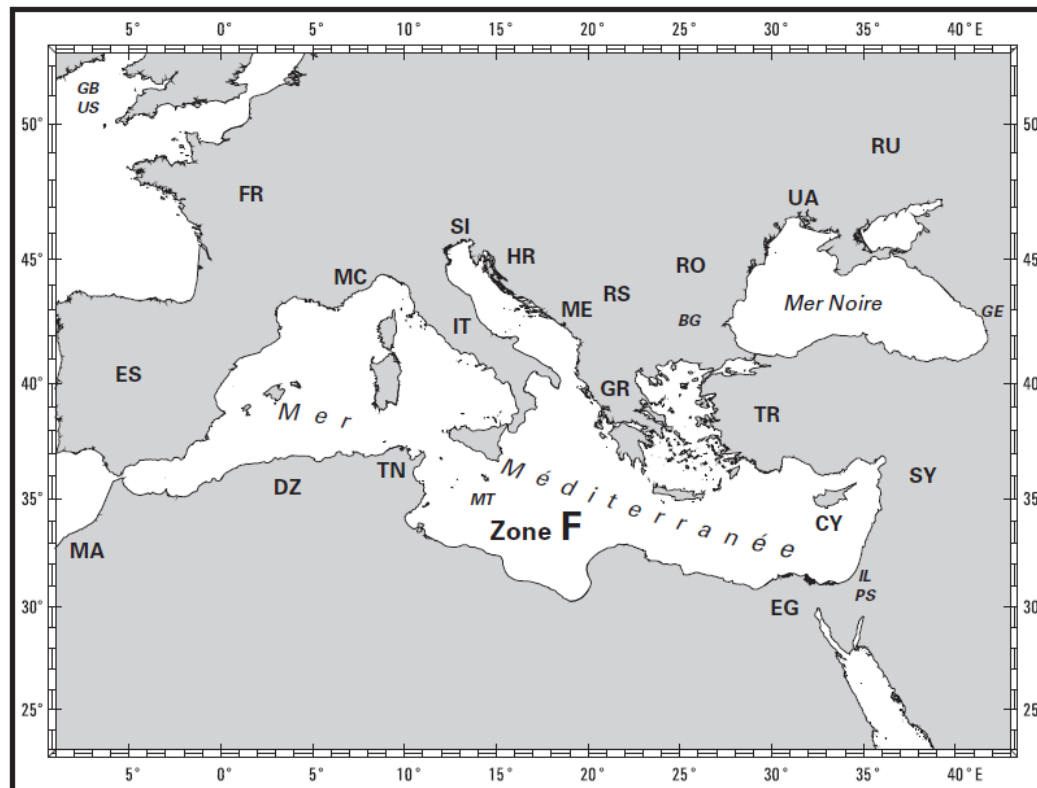 5° 0° 5° 10° 15° 20° 25° 30° 35° 40° E
GB
US
50° 50°
RU
FR
UA
SI
HR
45° 45°
MC
RO
RS
ME
Mer Noire
GE
BG
IT
ES
40° 40°
GR
TR
Mer
TN
Méditerranée
SY
DZ
MT
35° 35°
CY
Zone F
MA
IL
PS
30° 30°
EG
25° 25°
5° 0° 5° 10° 15° 20° 25° 30° 35° 40° E